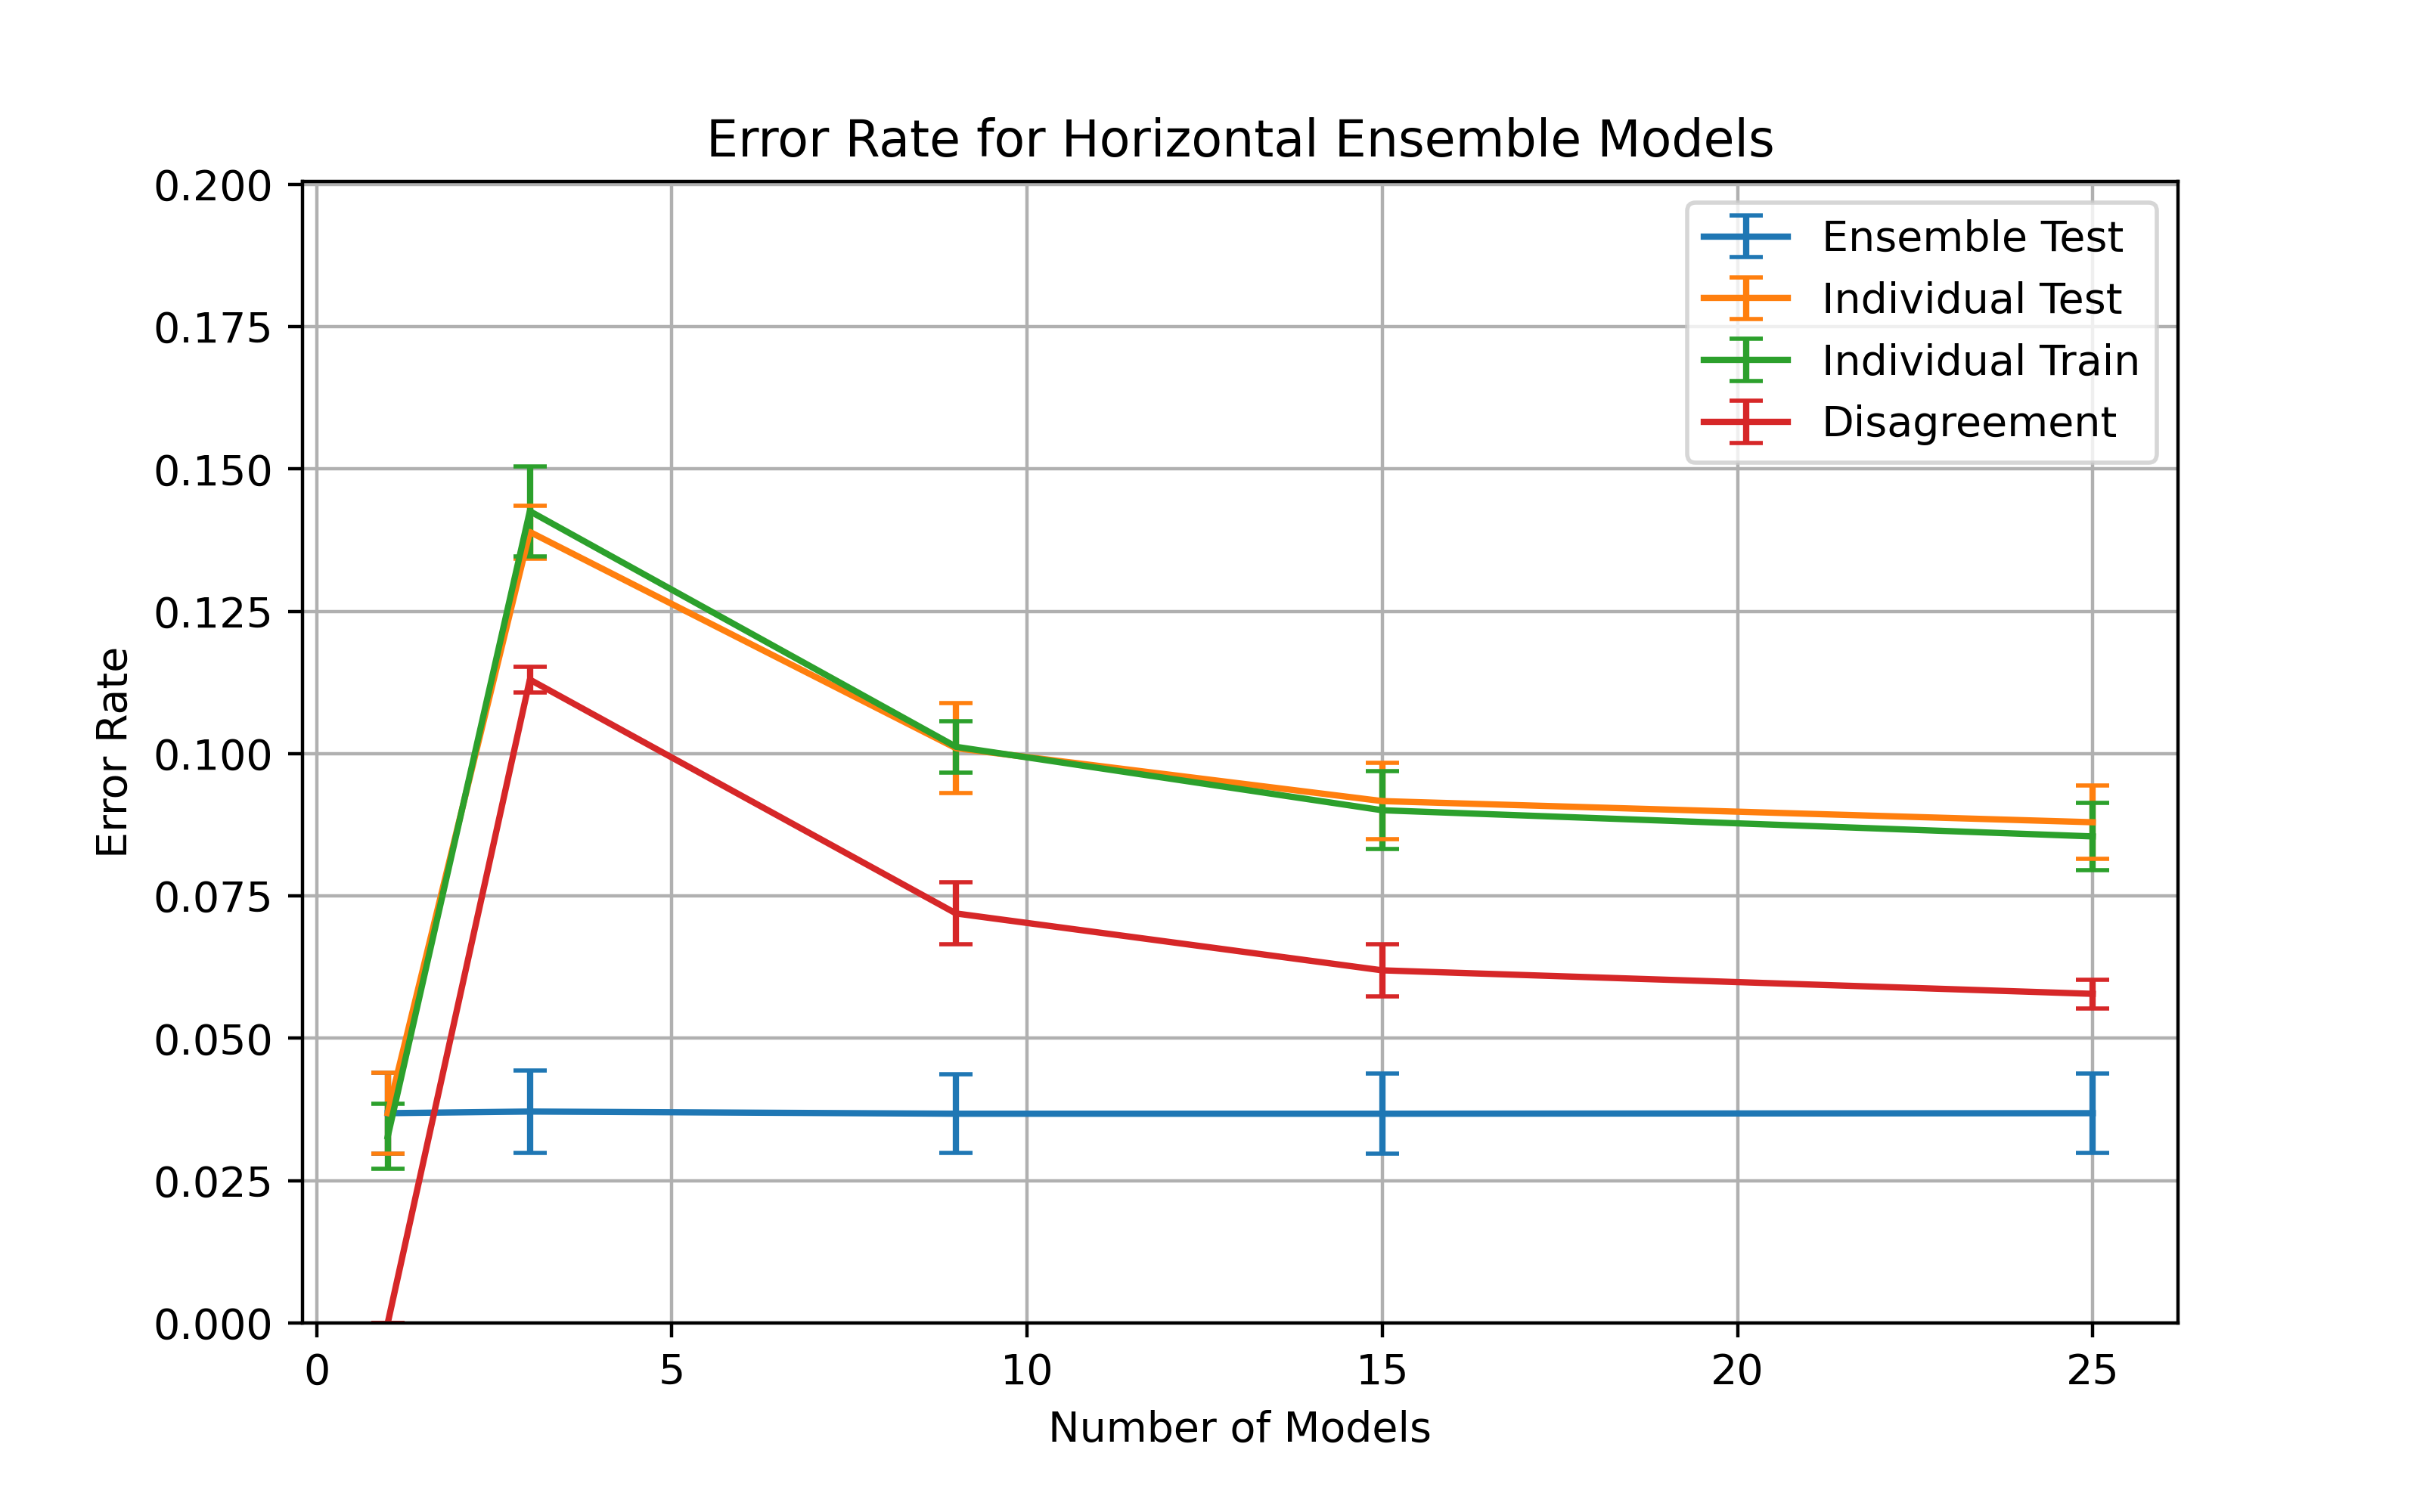 Error Rate for Horizontal Ensemble Models
0.200
0.175
0.150
0.125
0.100
0.075
0.050
0.025
0.000
Error Rate
Ensemble Test
Individual Test
Individual Train
Disagreement
0 5 10 15 20 25
Number of Models